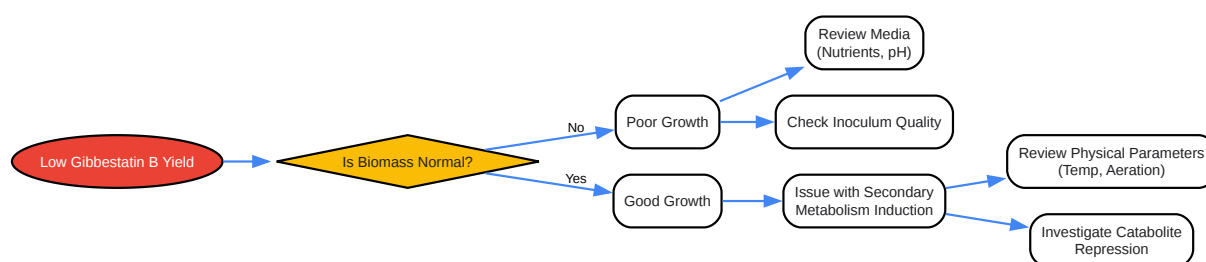 Low Gibbestatin B Yield
Is Biomass Normal?
No
Yes
Poor Growth
Good Growth
Review Media
(Nutrients, pH)
Check Inoculum Quality
Issue with Secondary
Metabolism Induction
Review Physical Parameters
(Temp, Aeration)
Investigate Catabolite
Repression